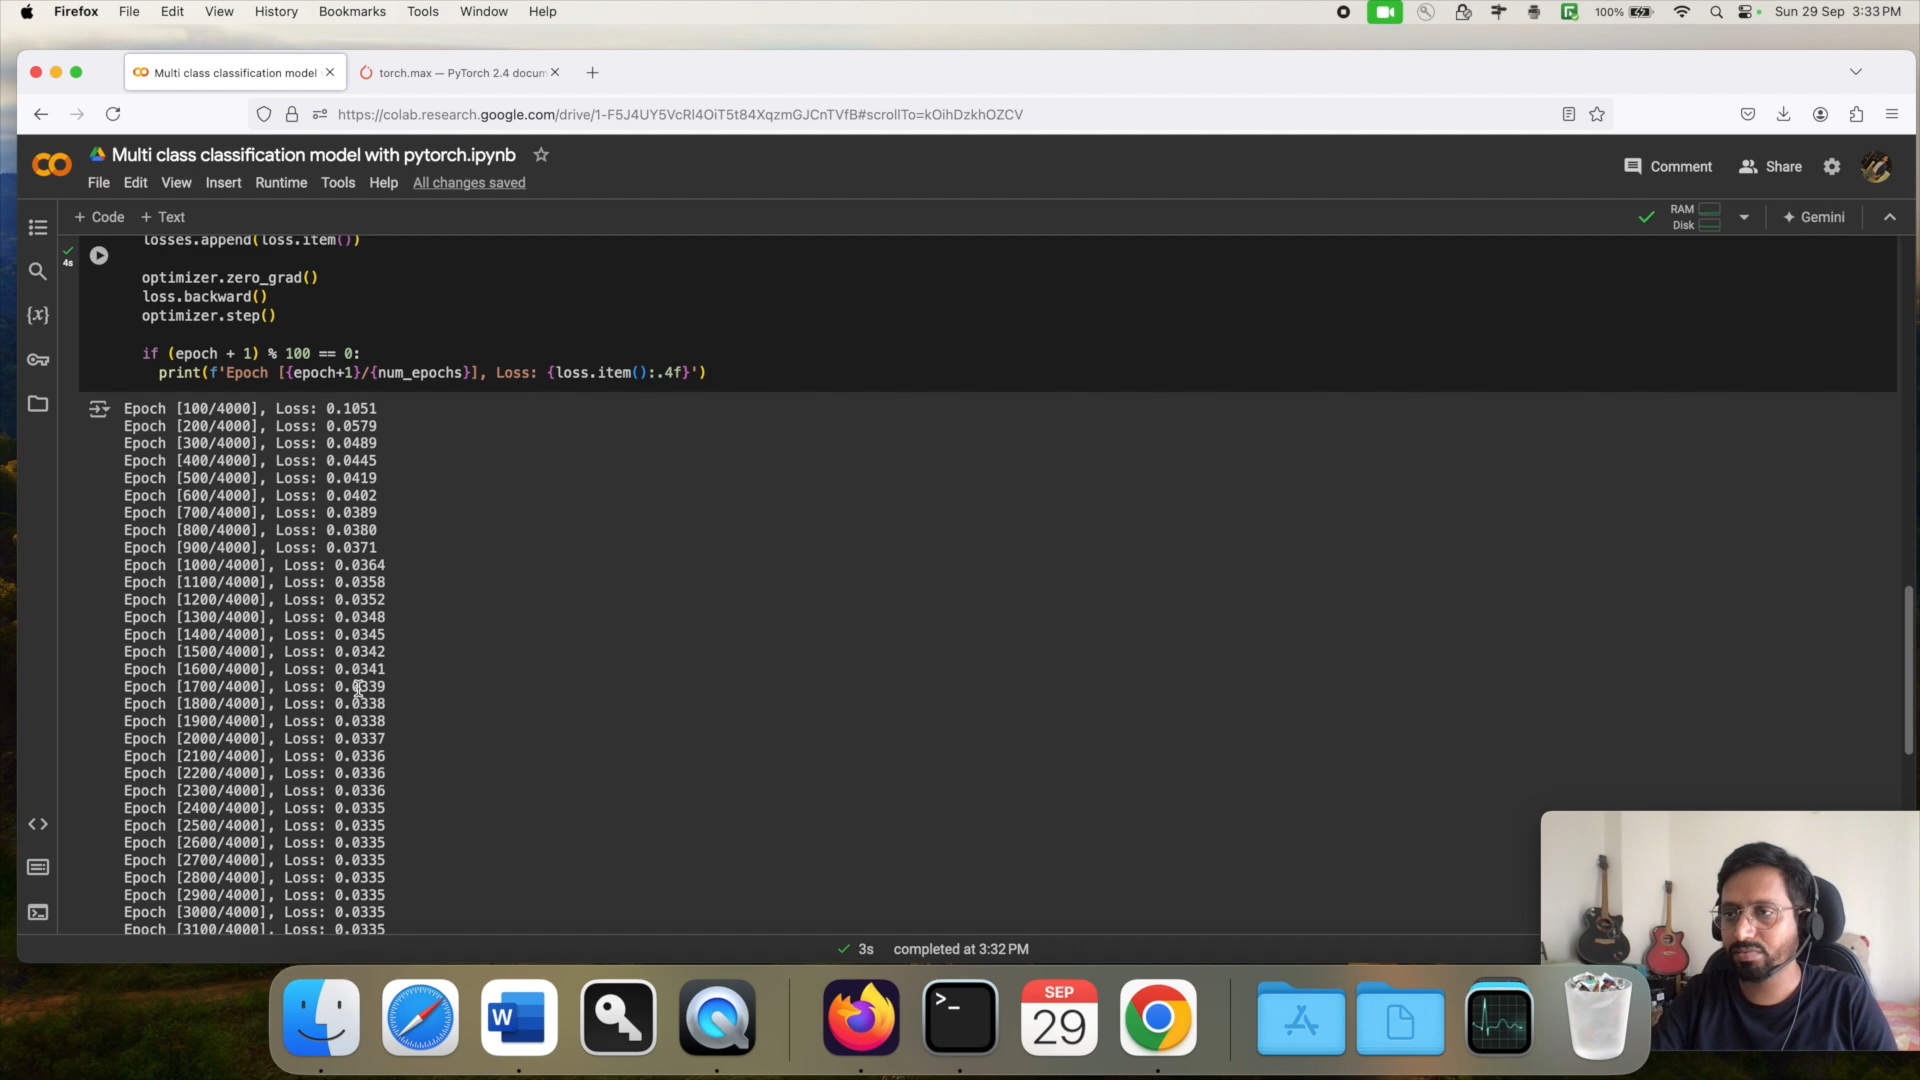 Firefox File Edit View History Bookmarks Tools Window Help
100% Sun 29 Sep 3:33 PM
Multi class classification model
torch.max — PyTorch 2.4 docum
https://colab.research.google.com/drive/1-F5J4UY5VcRl4OiT5t84XqzmGJCnTVfB#scrollTo=kOihDzkhOZCV
Multi class classification model with pytorch.ipynb
Comment Share
File Edit View Insert Runtime Tools Help All changes saved
+ Code + Text
RAM
Disk
Gemini
4s
losses.append(loss.item())
optimizer.zero_grad()
loss.backward()
optimizer.step()
if (epoch + 1) % 100 == 0:
print(f'Epoch [{epoch+1}/{num_epochs}], Loss: {loss.item():.4f}')
Epoch [100/4000], Loss: 0.1051
Epoch [200/4000], Loss: 0.0579
Epoch [300/4000], Loss: 0.0489
Epoch [400/4000], Loss: 0.0445
Epoch [500/4000], Loss: 0.0419
Epoch [600/4000], Loss: 0.0402
Epoch [700/4000], Loss: 0.0389
Epoch [800/4000], Loss: 0.0380
Epoch [900/4000], Loss: 0.0371
Epoch [1000/4000], Loss: 0.0364
Epoch [1100/4000], Loss: 0.0358
Epoch [1200/4000], Loss: 0.0352
Epoch [1300/4000], Loss: 0.0348
Epoch [1400/4000], Loss: 0.0345
Epoch [1500/4000], Loss: 0.0342
Epoch [1600/4000], Loss: 0.0341
Epoch [1700/4000], Loss: 0.0339
Epoch [1800/4000], Loss: 0.0338
Epoch [1900/4000], Loss: 0.0338
Epoch [2000/4000], Loss: 0.0337
Epoch [2100/4000], Loss: 0.0336
Epoch [2200/4000], Loss: 0.0336
Epoch [2300/4000], Loss: 0.0336
Epoch [2400/4000], Loss: 0.0335
Epoch [2500/4000], Loss: 0.0335
Epoch [2600/4000], Loss: 0.0335
Epoch [2700/4000], Loss: 0.0335
Epoch [2800/4000], Loss: 0.0335
Epoch [2900/4000], Loss: 0.0335
Epoch [3000/4000], Loss: 0.0335
Epoch [3100/4000], Loss: 0.0335
3s completed at 3:32 PM
W
SEP
29